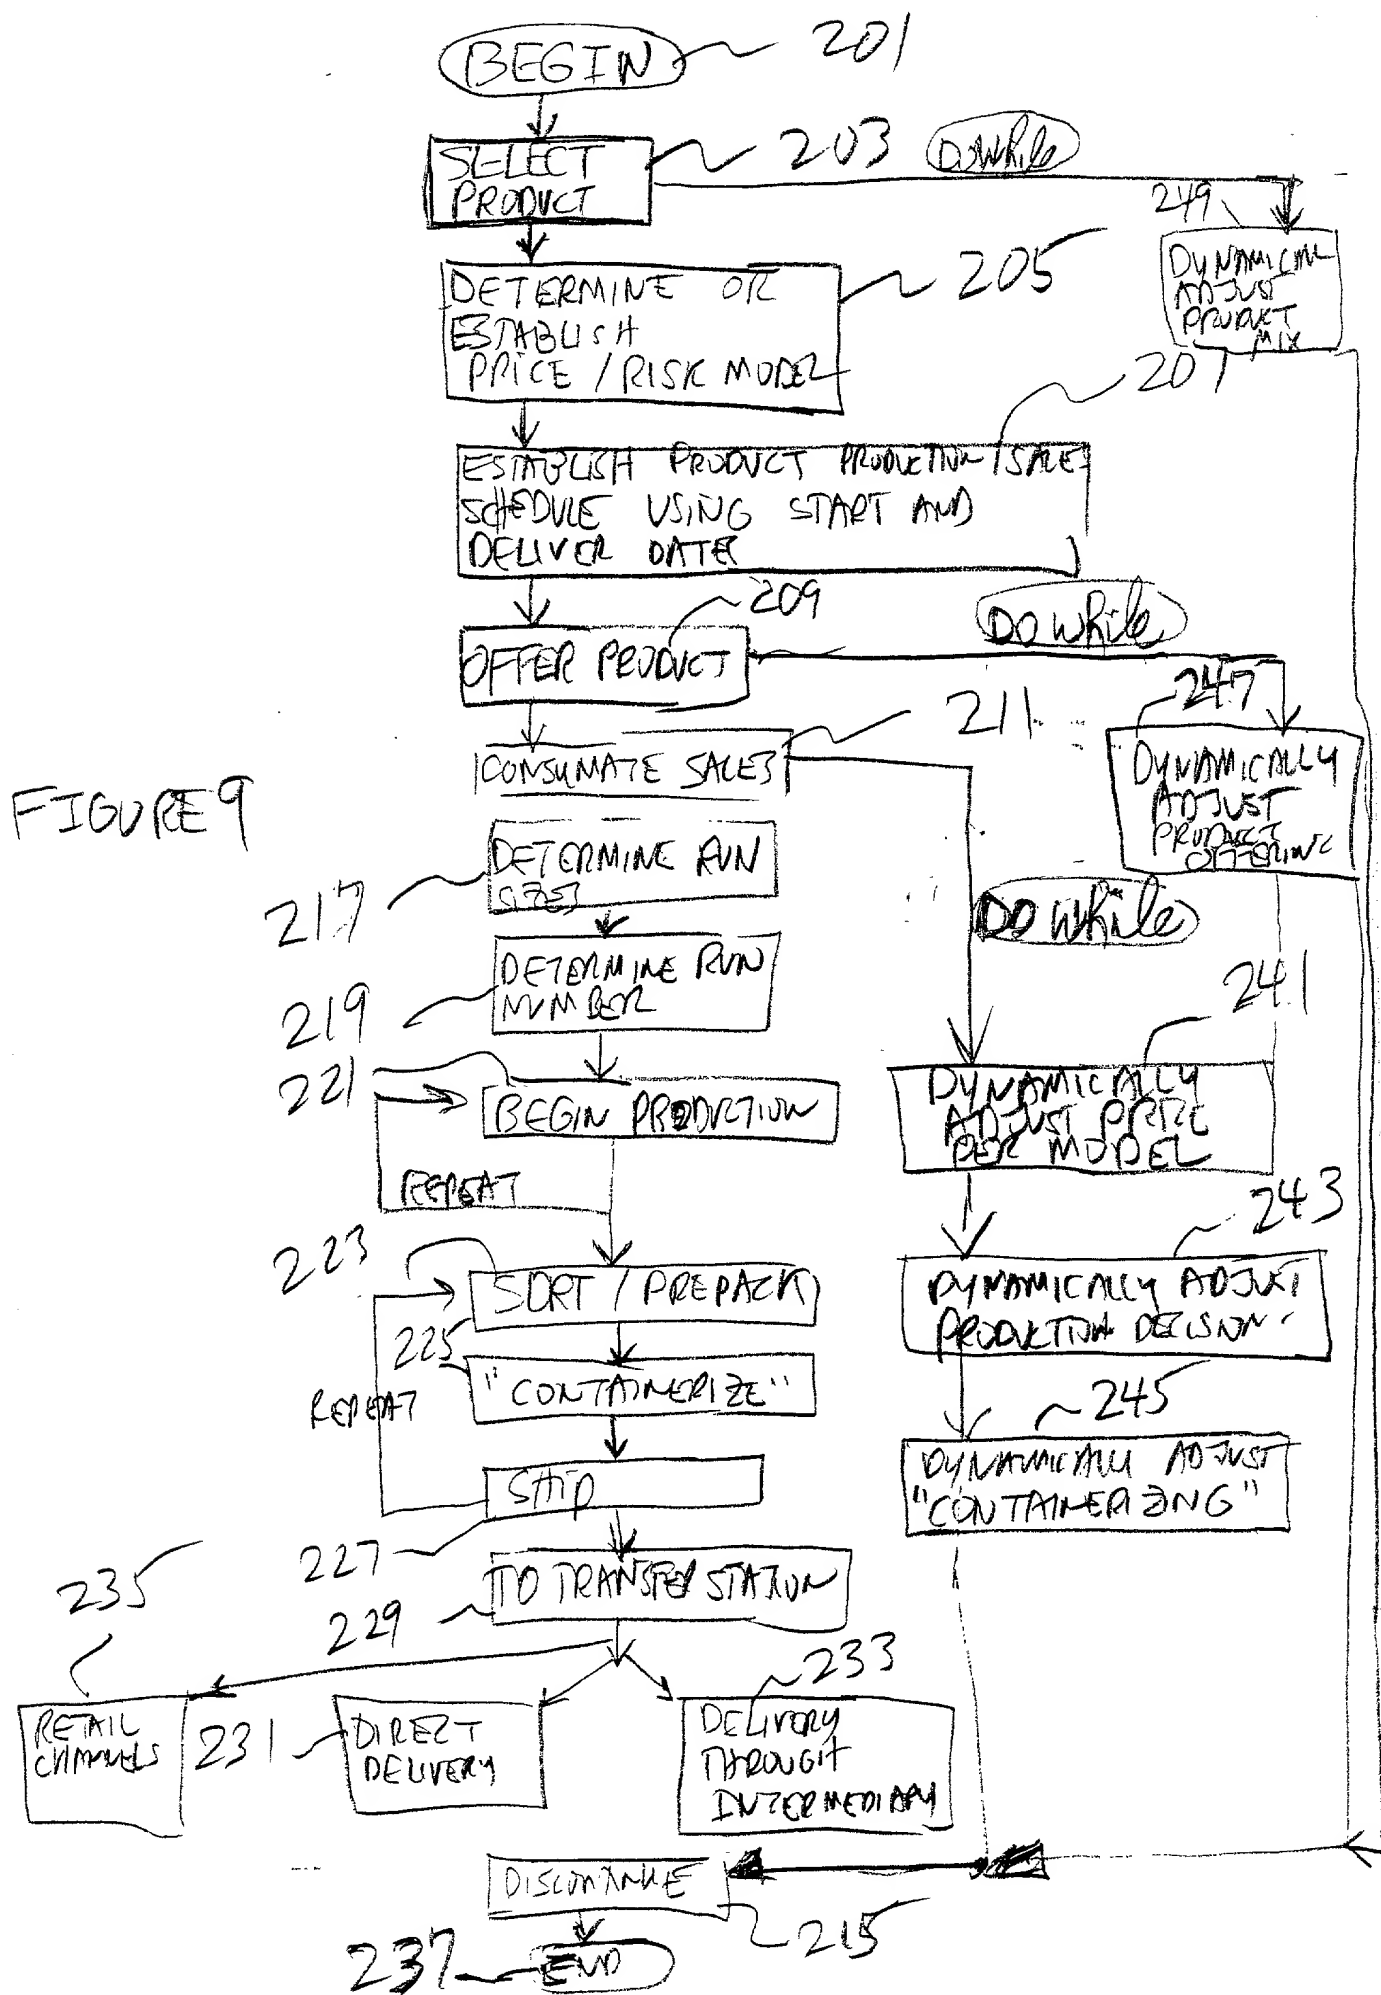 BEGIN
201
SELECT
PRODUCT
203
DO While
249
DYNAMICAL
ADJUST
PRODUCT
MIX
DETERMINE OR
ESTABLISH
PRICE / RISK MODEL
205
207
ESTABLISH PRODUCT PRODUCTION / SALES
SCHEDULE USING START AND
DELIVER DATES
209
DO While
OFFER PRODUCT
247
DYNAMICALLY
ADJUST
PRODUCT
OFFERING
211
CONSUMATE SALES
FIGURE 9
DETERMINE RUN
SIZES
217
DO While
DETERMINE RUN
NUMBER
219
241
221
BEGIN PRODUCTION
REPEAT
DYNAMICALLY
ADJUST PRICE
PER MODEL
243
223
SORT / PREPACK
DYNAMICALLY ADJUST
PRODUCTION DECISION
225
"CONTAINERIZE"
REPEAT
245
SHIP
DYNAMICALLY ADJUST
"CONTAINERIZING"
227
TO TRANSFER STATION
229
235
233
RETAIL
CHANNELS
231
DIRECT
DELIVERY
DELIVERY
THROUGH
INTERMEDIARY
DISCONTINUE
215
237
END